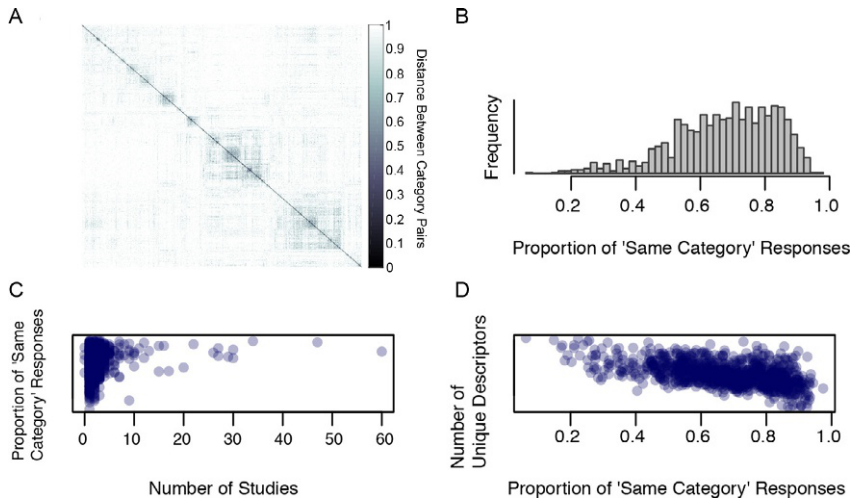 A
1
0.9
0.8
0.7
0.6
0.5
0.4
0.3
0.2
0.1
0
Distance Between Category Pairs
B
Frequency
0.2 0.4 0.6 0.8 1.0
Proportion of 'Same Category' Responses
C
Proportion of 'Same
Category' Responses
0 10 20 30 40 50 60
Number of Studies
D
Number of
Unique Descriptors
0.2 0.4 0.6 0.8 1.0
Proportion of 'Same Category' Responses